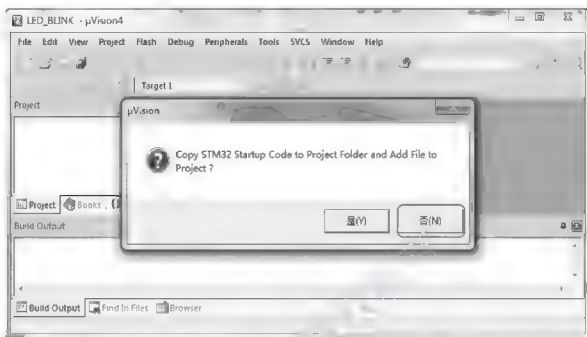 LED_BLINK - µVision4
File Edit View Project Flash Debug Peripherals Tools SVCS Window Help
Target 1
Project
µVision
Copy STM32 Startup Code to Project Folder and Add File to
Project ?
是(Y) 否(N)
Project Books
Build Output
Build Output Find In Files Browser